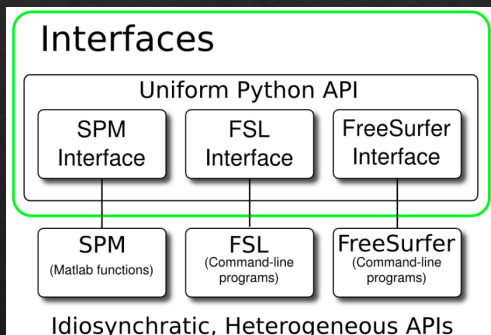 Interfaces
Uniform Python API
SPM
Interface
FSL
Interface
FreeSurfer
Interface
SPM
(Matlab functions)
FSL
(Command-line
programs)
FreeSurfer
(Command-line
programs)
Idiosynchratic, Heterogeneous APIs